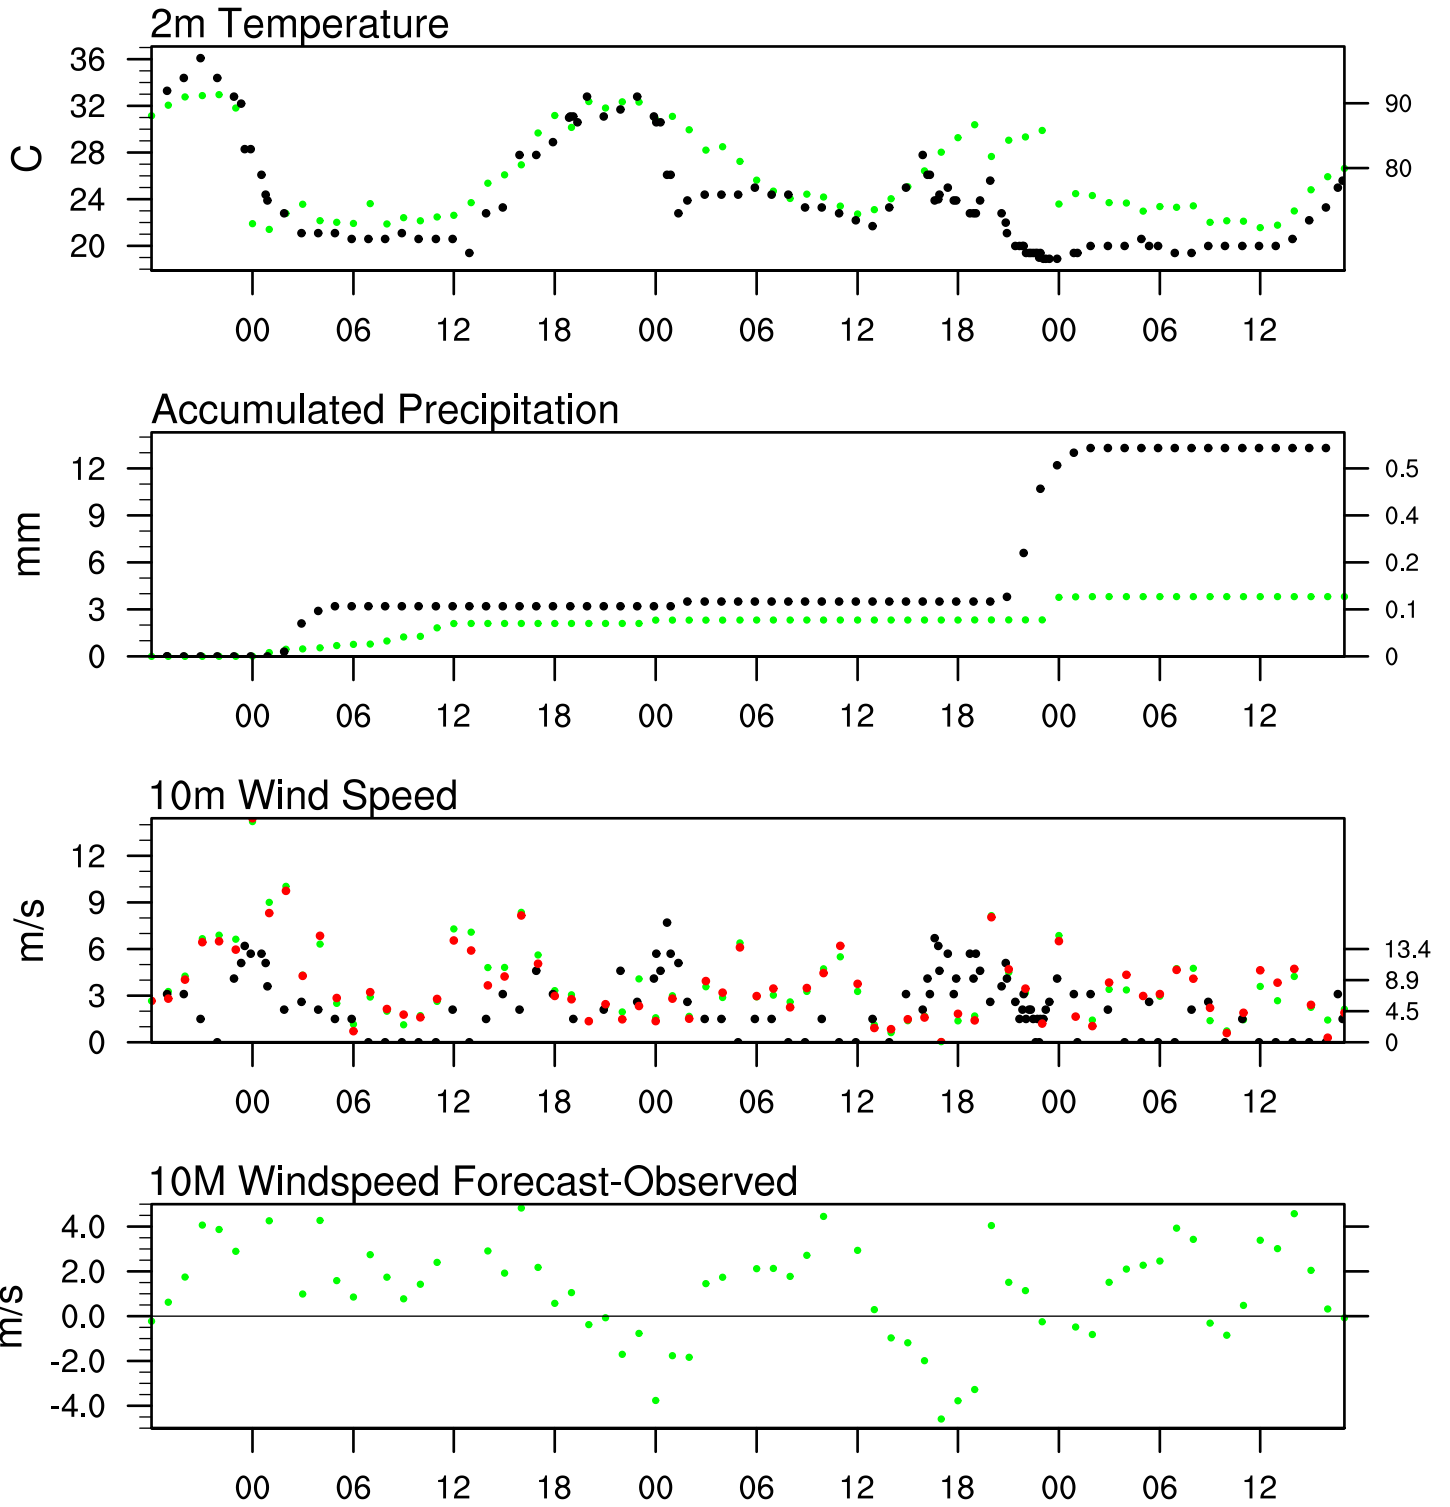 2m Temperature
36
32
28
24
20
C
90
80
00 06 12 18 00 06 12 18 00 06 12
Accumulated Precipitation
12
9
6
3
0
mm
0.5
0.4
0.2
0.1
0
00 06 12 18 00 06 12 18 00 06 12
10m Wind Speed
12
9
6
3
0
m/s
13.4
8.9
4.5
0
00 06 12 18 00 06 12 18 00 06 12
10M Windspeed Forecast-Observed
4.0
2.0
0.0
-2.0
-4.0
m/s
00 06 12 18 00 06 12 18 00 06 12